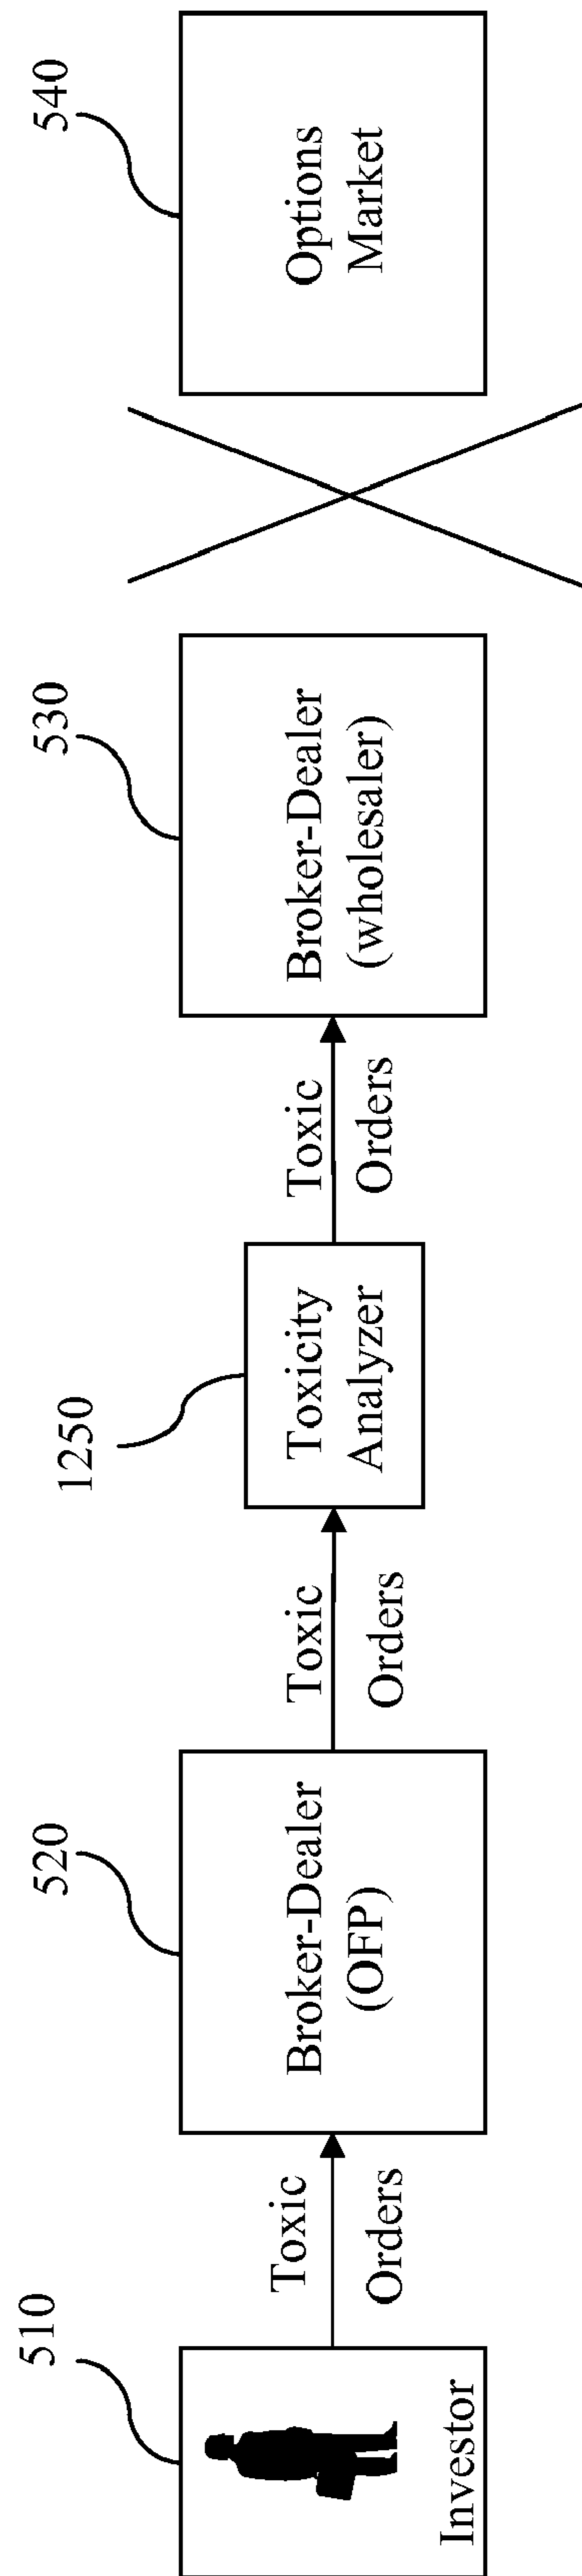 510
Investor
Toxic
Orders
520
Broker-Dealer
(OFP)
Toxic
Orders
1250
Toxicity
Analyzer
Toxic
Orders
530
Broker-Dealer
(wholesaler)
540
Options
Market